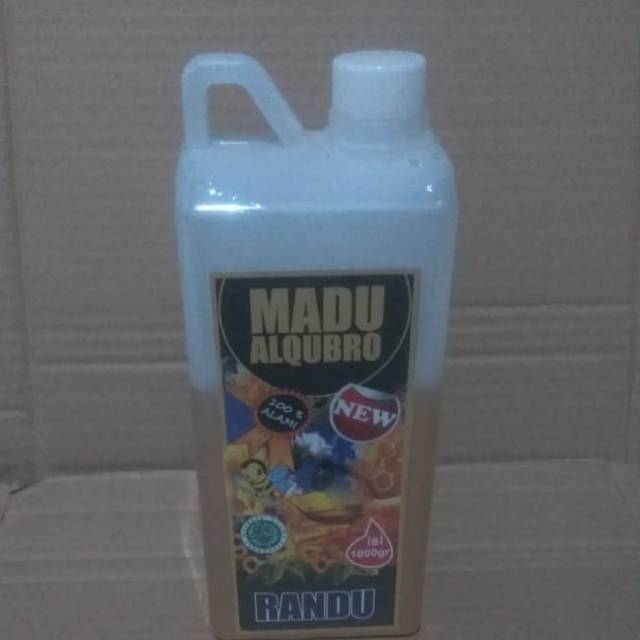 MADU
ALQUBRO
100 %
ALAMI
NEW
ISI
1000gr
RANDU